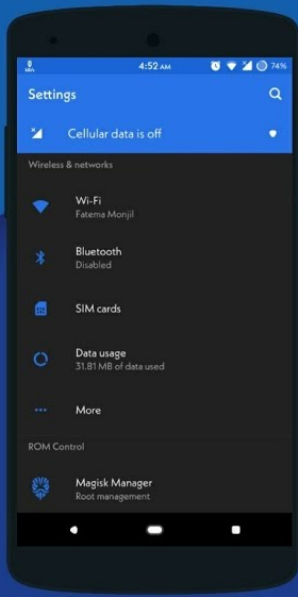 4:52 AM
74%
Settings
Cellular data is off
Wireless & networks
Wi-Fi
Fatema Monjil
Bluetooth
Disabled
SIM cards
Data usage
31.81 MB of data used
More
ROM Control
Magisk Manager
Root management